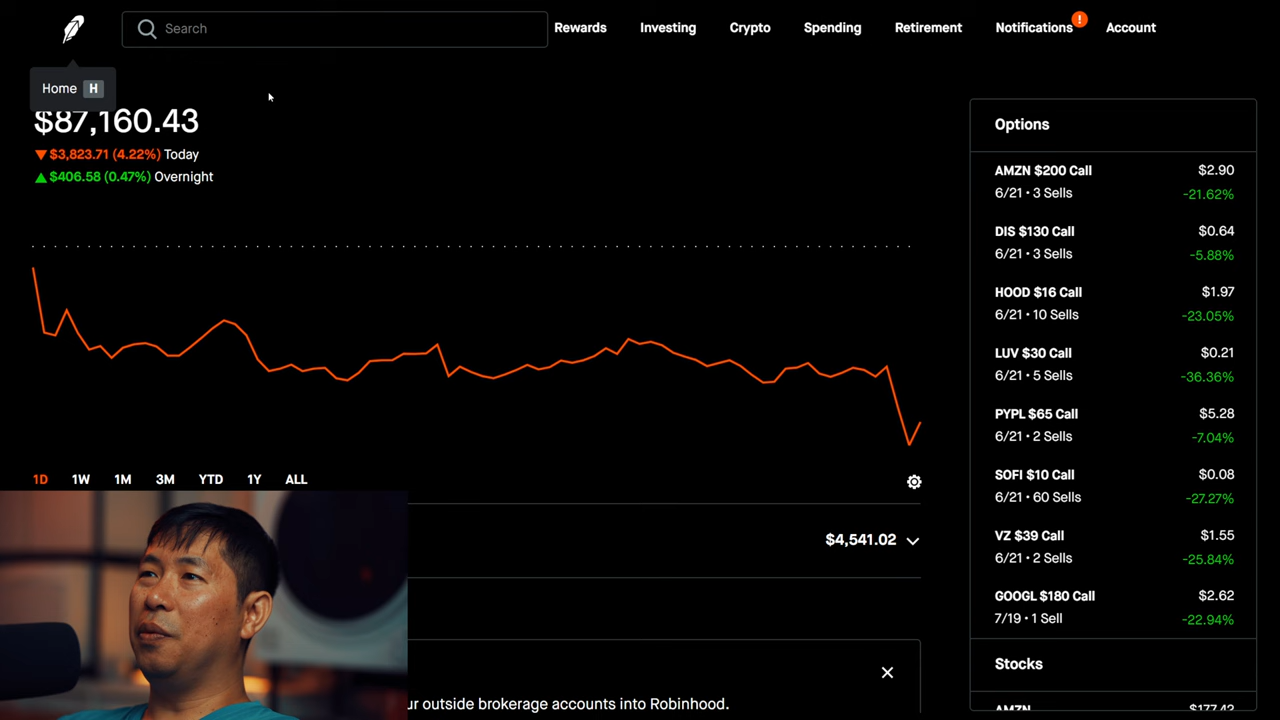 Search
Rewards
Investing
Crypto
Spending
Retirement
Notifications
!
Account
Home H
$87,160.43
$3,823.71 (4.22%) Today
$406.58 (0.47%) Overnight
1D 1W 1M 3M YTD 1Y ALL
$4,541.02
outside brokerage accounts into Robinhood.
Options
AMZN $200 Call $2.90
6/21 • 3 Sells -21.62%
DIS $130 Call $0.64
6/21 • 3 Sells -5.88%
HOOD $16 Call $1.97
6/21 • 10 Sells -23.05%
LUV $30 Call $0.21
6/21 • 5 Sells -36.36%
PYPL $65 Call $5.28
6/21 • 2 Sells -7.04%
SOFI $10 Call $0.08
6/21 • 60 Sells -27.27%
VZ $39 Call $1.55
6/21 • 2 Sells -25.84%
GOOGL $180 Call $2.62
7/19 • 1 Sell -22.94%
Stocks
AMZN $177.42